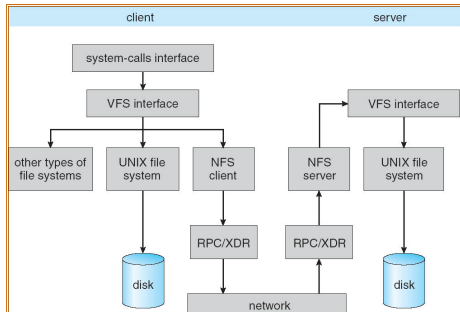 client
server
system-calls interface
VFS interface
VFS interface
other types of
file systems
UNIX file
system
NFS
client
NFS
server
UNIX file
system
RPC/XDR
RPC/XDR
disk
disk
network